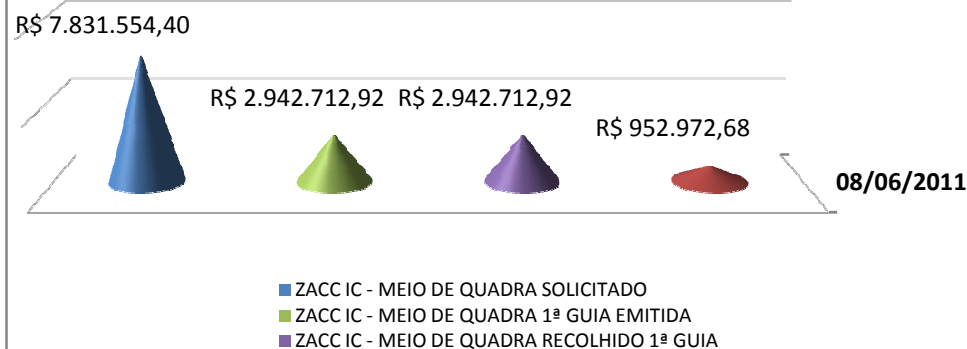 R$ 7.831.554,40
R$ 2.942.712,92 R$ 2.942.712,92
R$ 952.972,68
08/06/2011
ZACC IC - MEIO DE QUADRA SOLICITADO
ZACC IC - MEIO DE QUADRA 1ª GUIA EMITIDA
ZACC IC - MEIO DE QUADRA RECOLHIDO 1ª GUIA